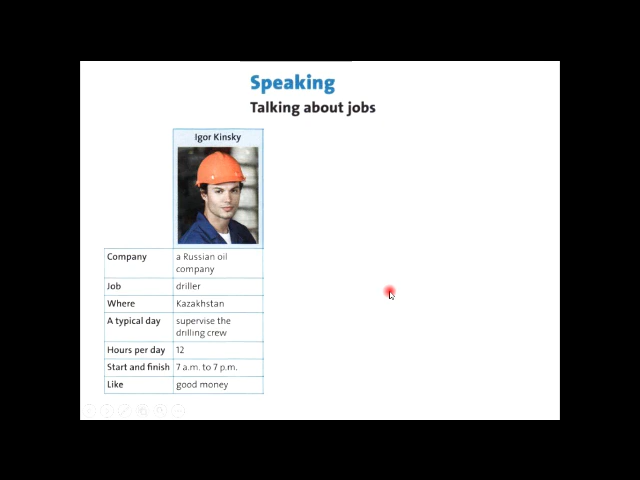 Speaking
Talking about jobs
Igor Kinsky
Company a Russian oil
company
Job driller
Where Kazakhstan
A typical day supervise the
drilling crew
Hours per day 12
Start and finish 7 a.m. to 7 p.m.
Like good money